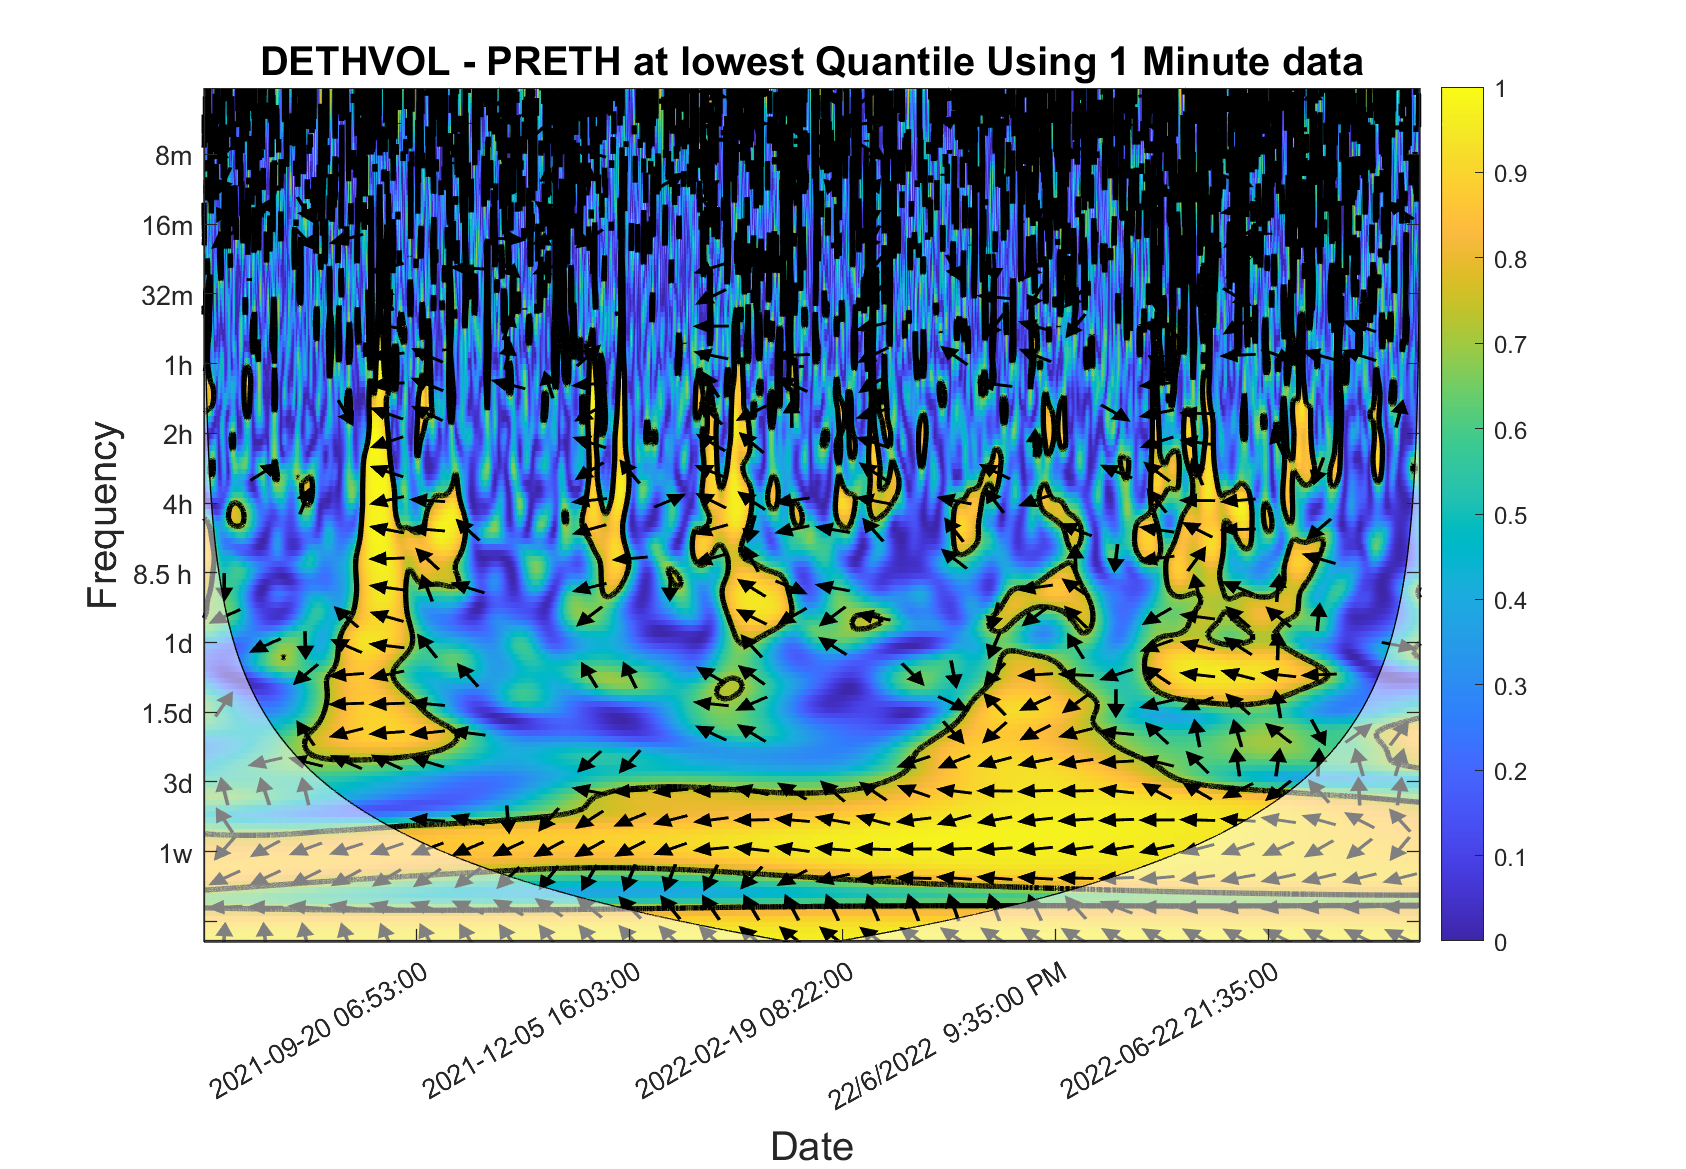 DETHVOL - PRETH at lowest Quantile Using 1 Minute data
8m
16m
32m
1h
2h
4h
8.5 h
1d
1.5d
3d
1w
Frequency
1
0.9
0.8
0.7
0.6
0.5
0.4
0.3
0.2
0.1
0
2021-09-20 06:53:00
2021-12-05 16:03:00
2022-02-19 08:22:00
22/6/2022  9:35:00 PM
2022-06-22 21:35:00
Date